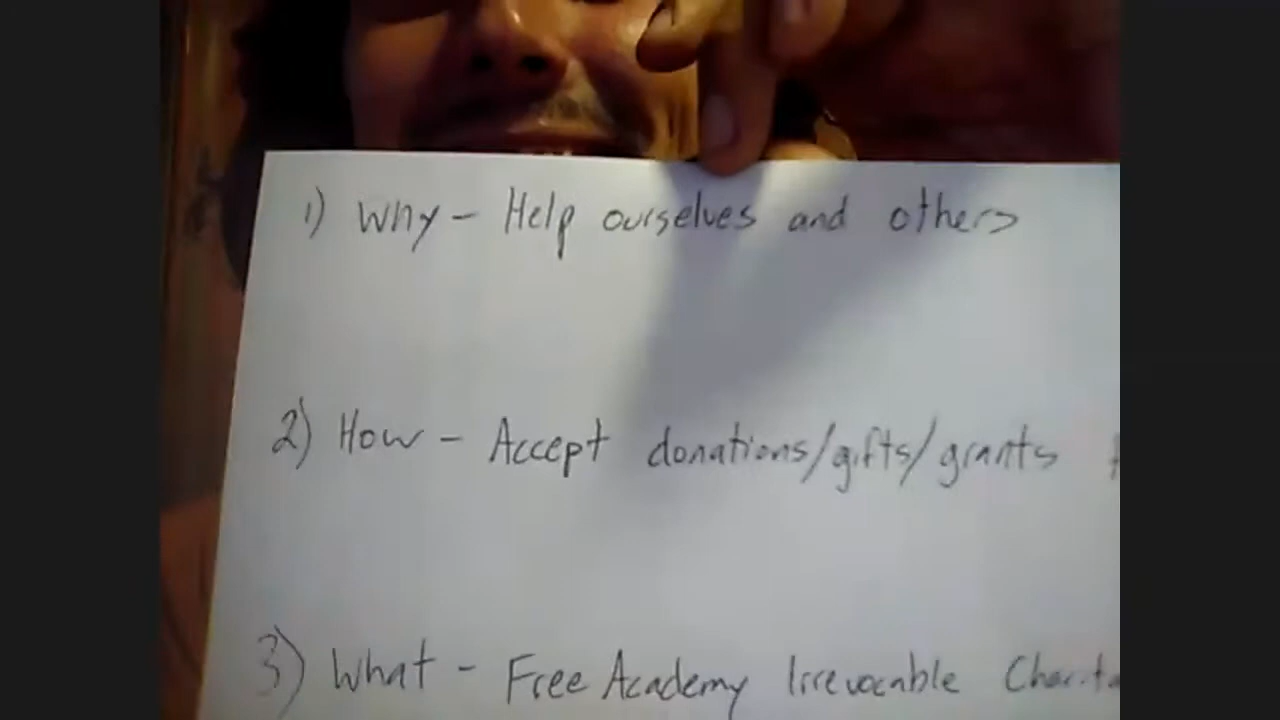 1) Why - Help ourselves and others
2) How - Accept donations/gifts/grants
3) What - Free Academy Irrevocable